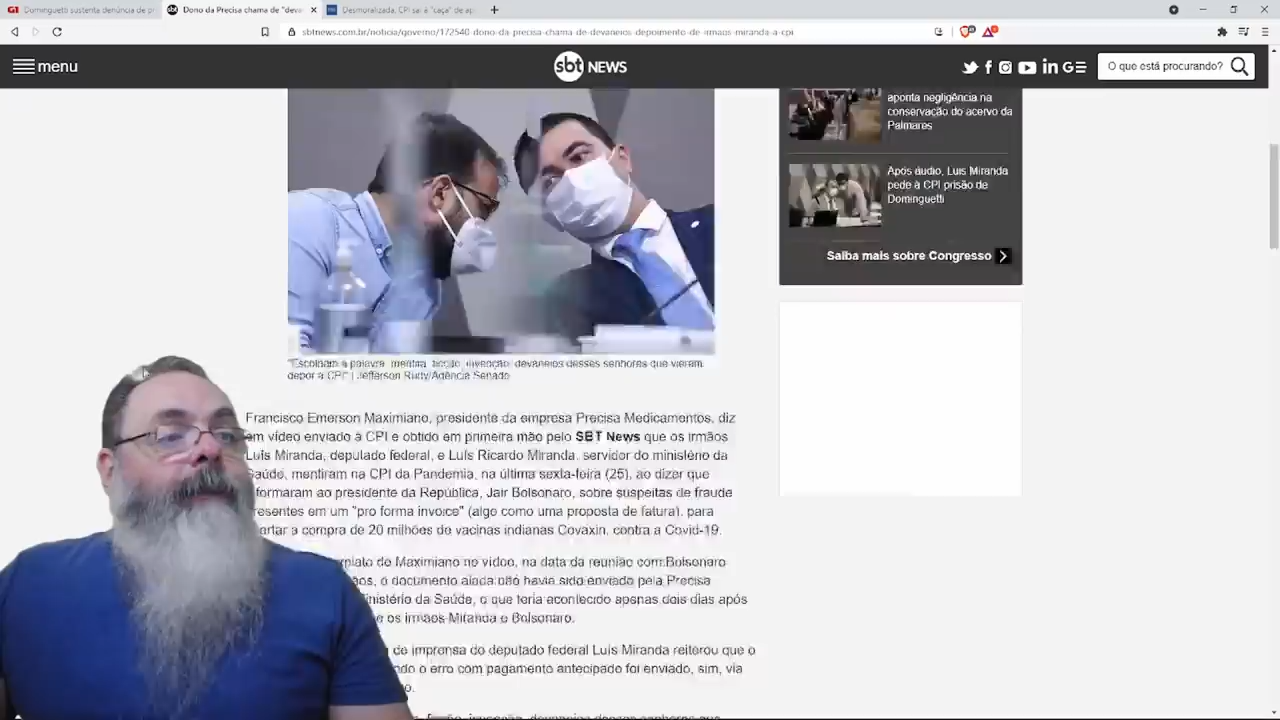 Dominguetti sustenta denúncia de pr
Dono da Precisa chama de "deva
Desmoralizada, CPI sai é "caça" de ap
sbtnews.com.br/noticia/governo/172540-dono-da-precisa-chama-de-devaneios-depoimento-de-irmaos-miranda-a-cpi
menu
sbt NEWS
O que está procurando?
aponta negligência na
conservação do acervo da
Palmares
Após áudio, Luis Miranda
pede à CPI prisão de
Dominguetti
Saiba mais sobre Congresso
"Escolham a palavra: mentira, ficção, invenção, devaneios desses senhores que vieram
depor a CPI" | Jefferson Rudy/Agência Senado
Francisco Emerson Maximiano, presidente da empresa Precisa Medicamentos, diz
em vídeo enviado à CPI e obtido em primeira mão pelo SBT News que os irmãos
Luís Miranda, deputado federal, e Luís Ricardo Miranda, servidor do ministério da
Saúde, mentiram na CPI da Pandemia, na última sexta-feira (25), ao dizer que
formaram ao presidente da República, Jair Bolsonaro, sobre suspeitas de fraude
resentes em um "pro forma invoice" (algo como uma proposta de fatura), para
artar a compra de 20 milhões de vacinas indianas Covaxin, contra a Covid-19.
de Maximiano no vídeo, na data da reunião com Bolsonaro
o documento ainda não havia sido enviado pela Precisa
inistério da Saúde, o que teria acontecido apenas dois dias após
e os irmãos Miranda e Bolsonaro.
de imprensa do deputado federal Luís Miranda reiterou que o
ndo o erro com pagamento antecipado foi enviado, sim, via